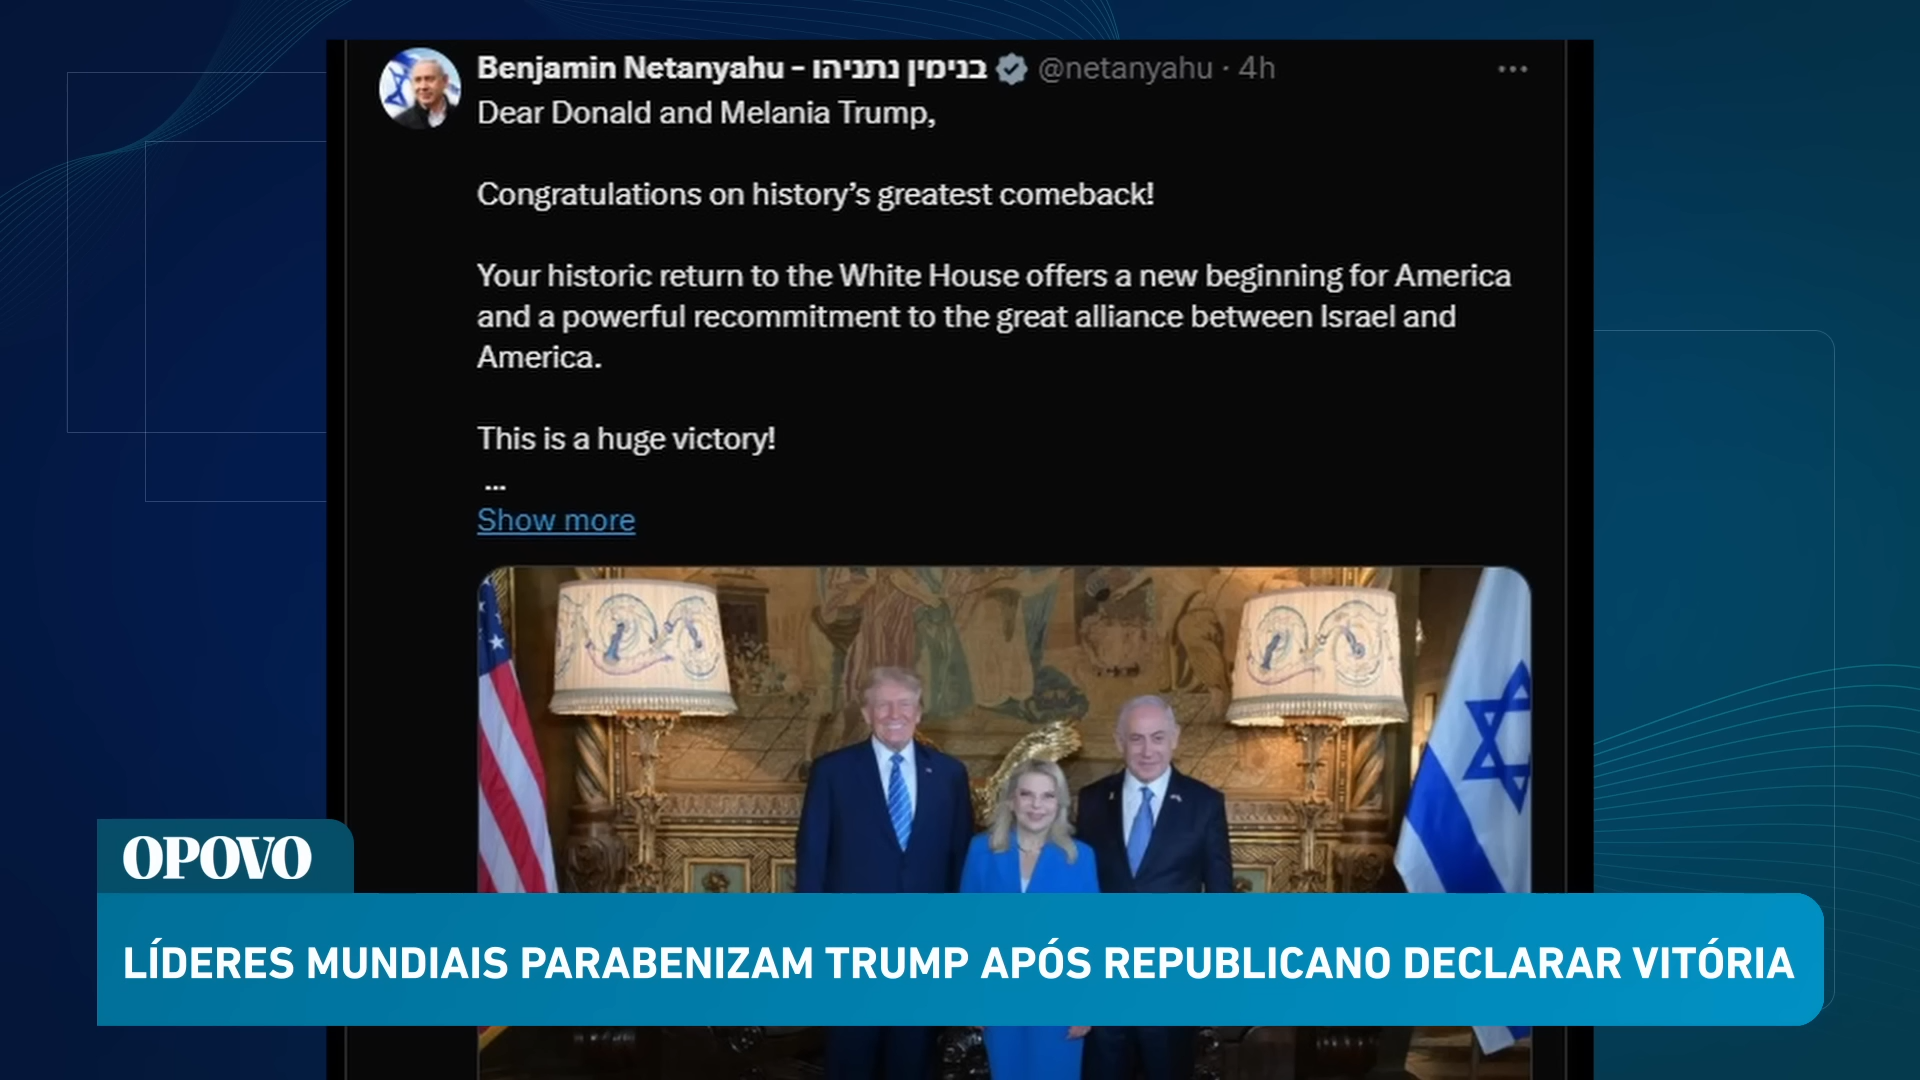 Benjamin Netanyahu - בנימין נתניהו @netanyahu · 4h
Dear Donald and Melania Trump,
Congratulations on history’s greatest comeback!
Your historic return to the White House offers a new beginning for America
and a powerful recommitment to the great alliance between Israel and
America.
This is a huge victory!
...
Show more
OPOVO
LÍDERES MUNDIAIS PARABENIZAM TRUMP APÓS REPUBLICANO DECLARAR VITÓRIA